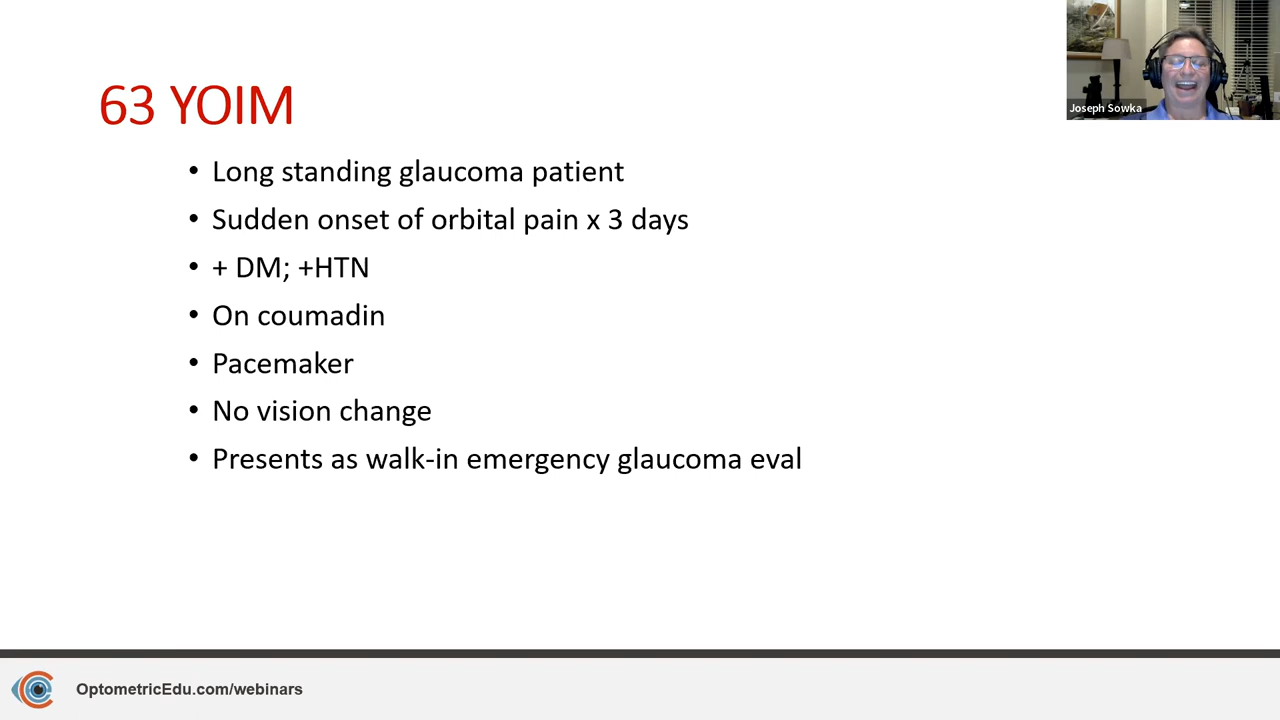 63 YOIM
• Long standing glaucoma patient
• Sudden onset of orbital pain x 3 days
• + DM; +HTN
• On coumadin
• Pacemaker
• No vision change
• Presents as walk-in emergency glaucoma eval
Joseph Sowka
OptometricEdu.com/webinars